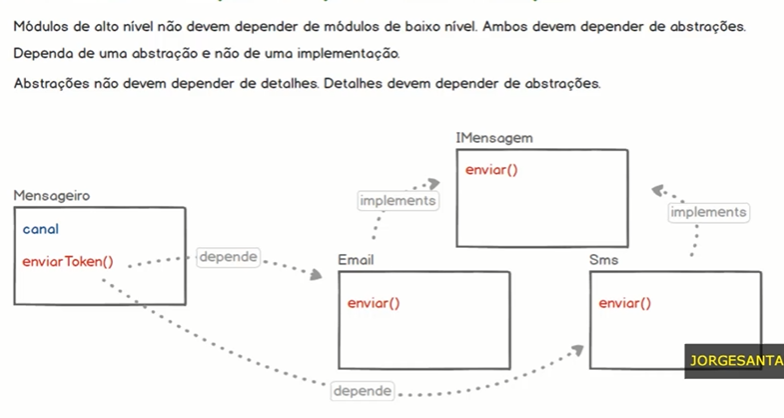 Módulos de alto nível não devem depender de módulos de baixo nível. Ambos devem depender de abstrações.
Dependa de uma abstração e não de uma implementação.
Abstrações não devem depender de detalhes. Detalhes devem depender de abstrações.
IMensagem
enviar()
implements
implements
Mensageiro
canal
enviarToken()
depende
Email
enviar()
Sms
enviar()
JORGESANTA
depende